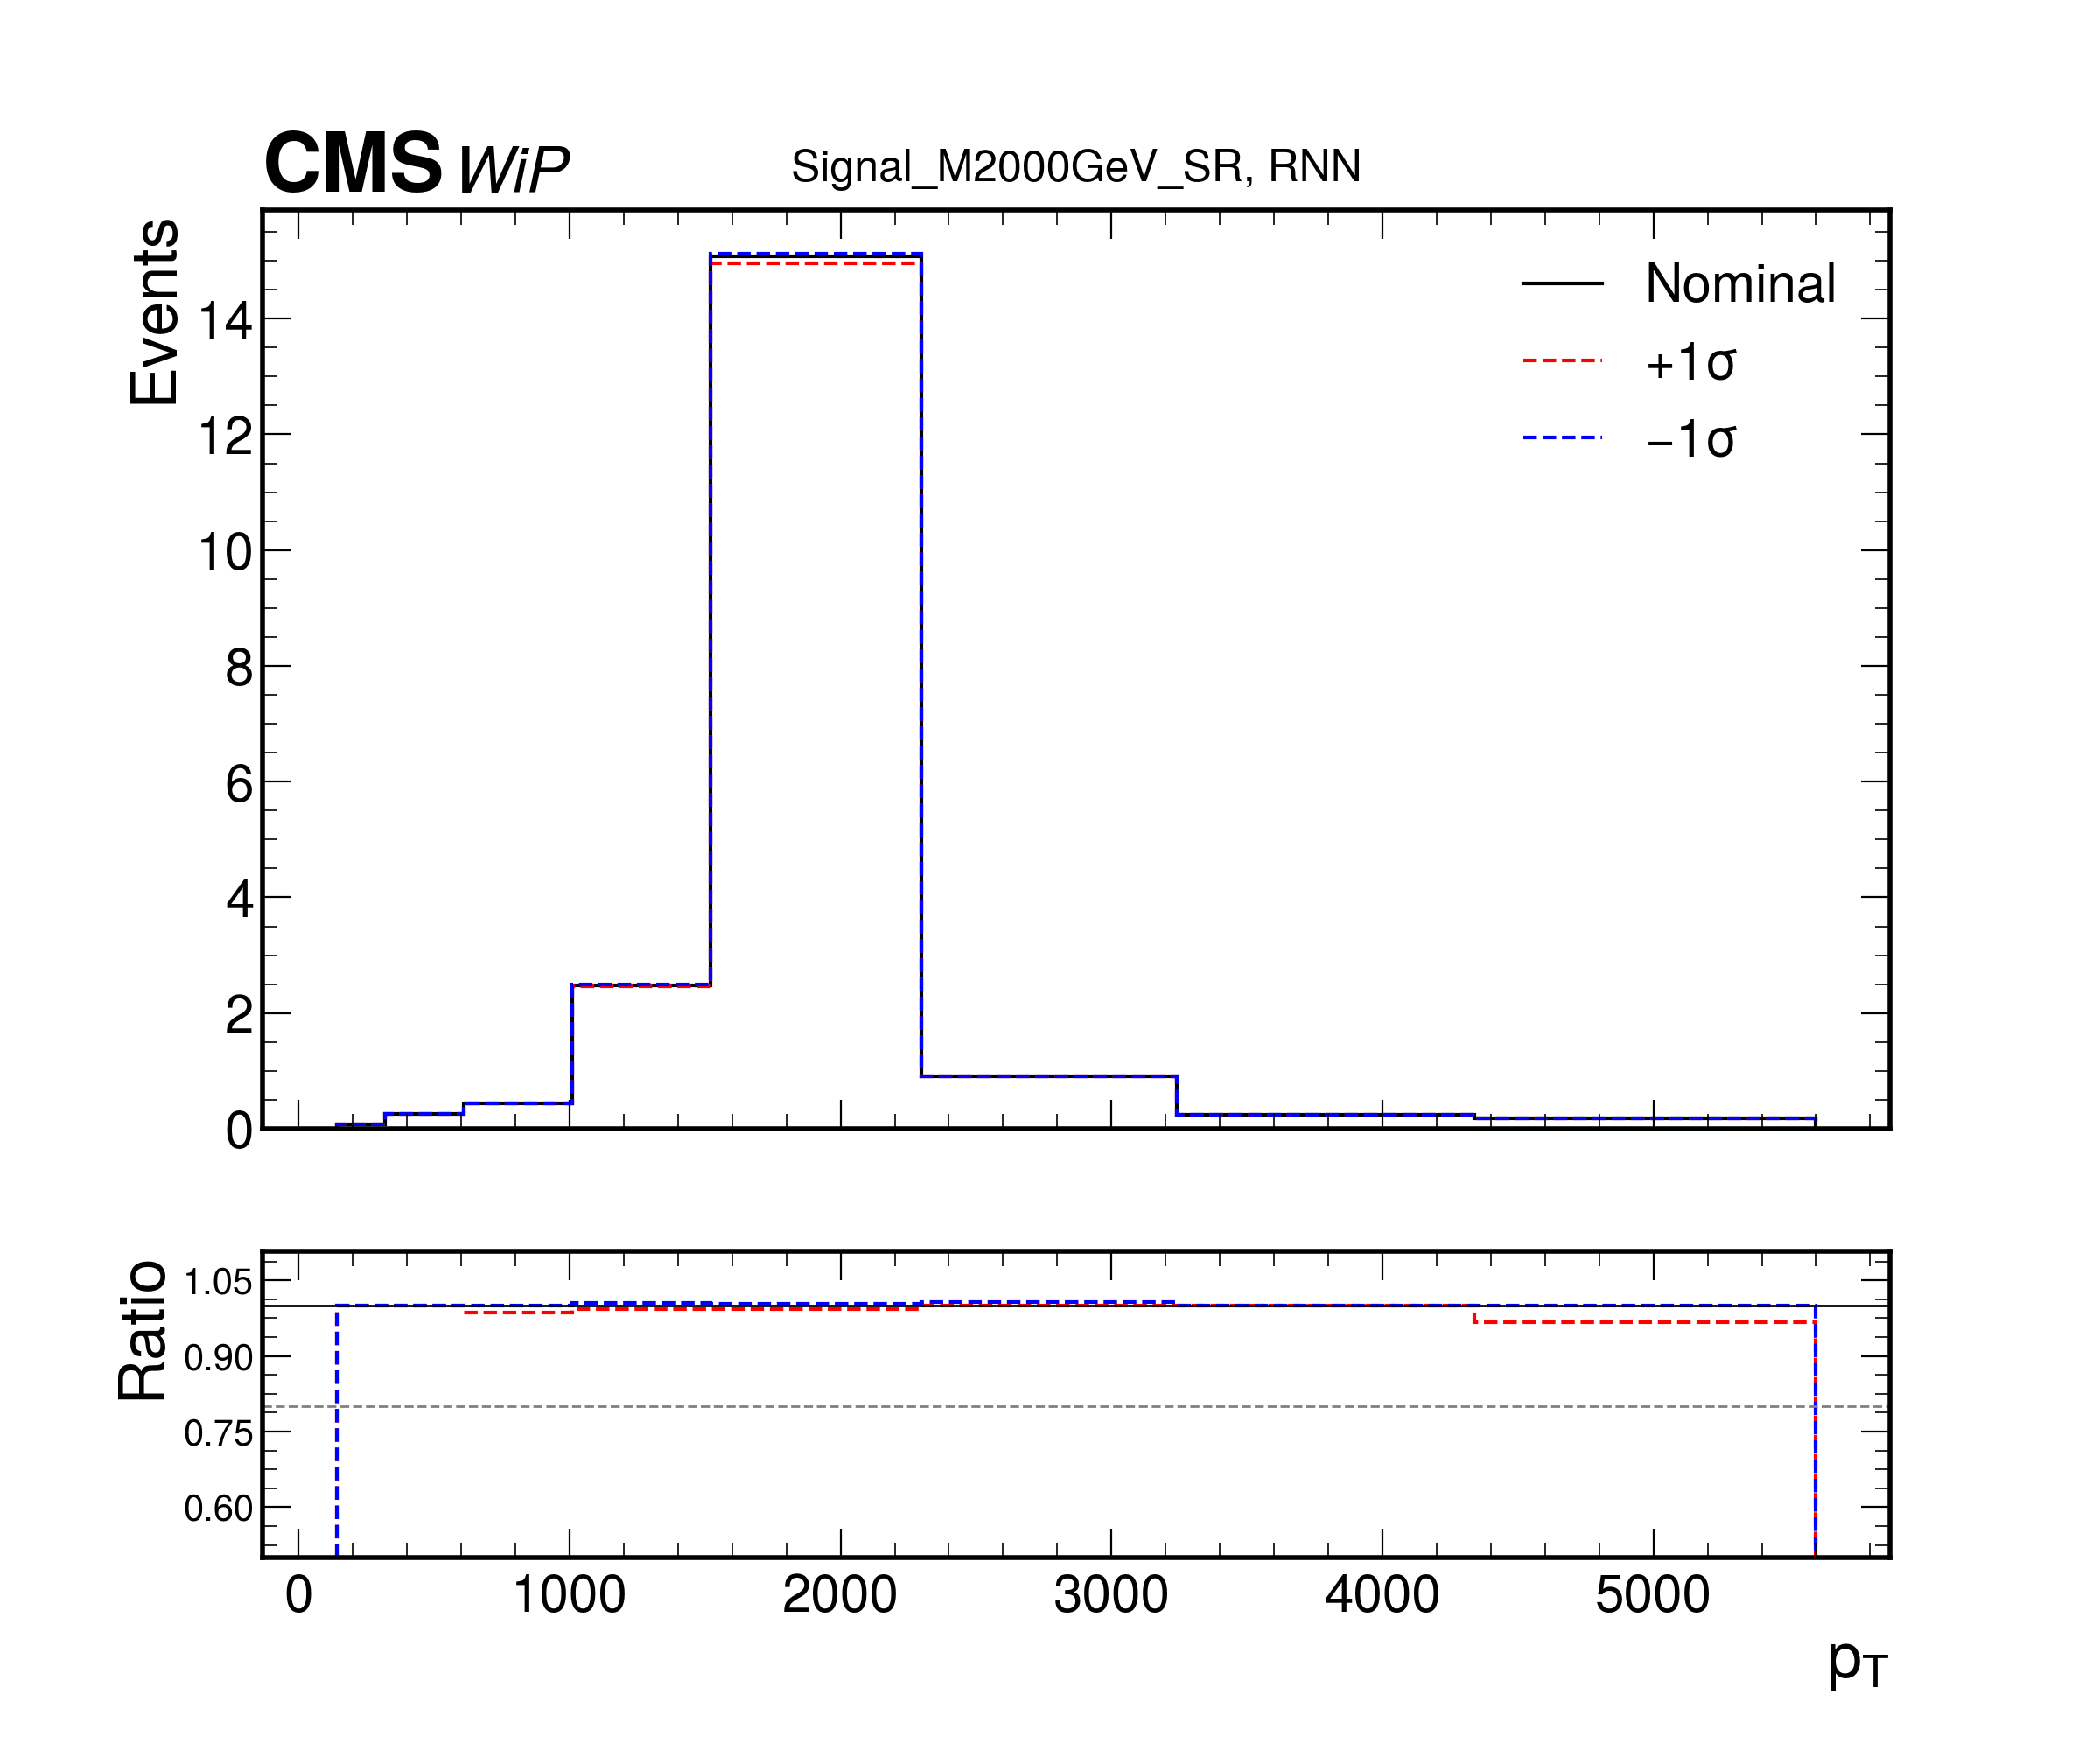 CMS WiP
Signal_M2000GeV_SR, RNN
Events
14
12
10
8
6
4
2
0
Nominal
+1σ
−1σ
Ratio
1.05
0.90
0.75
0.60
0 1000 2000 3000 4000 5000
pT